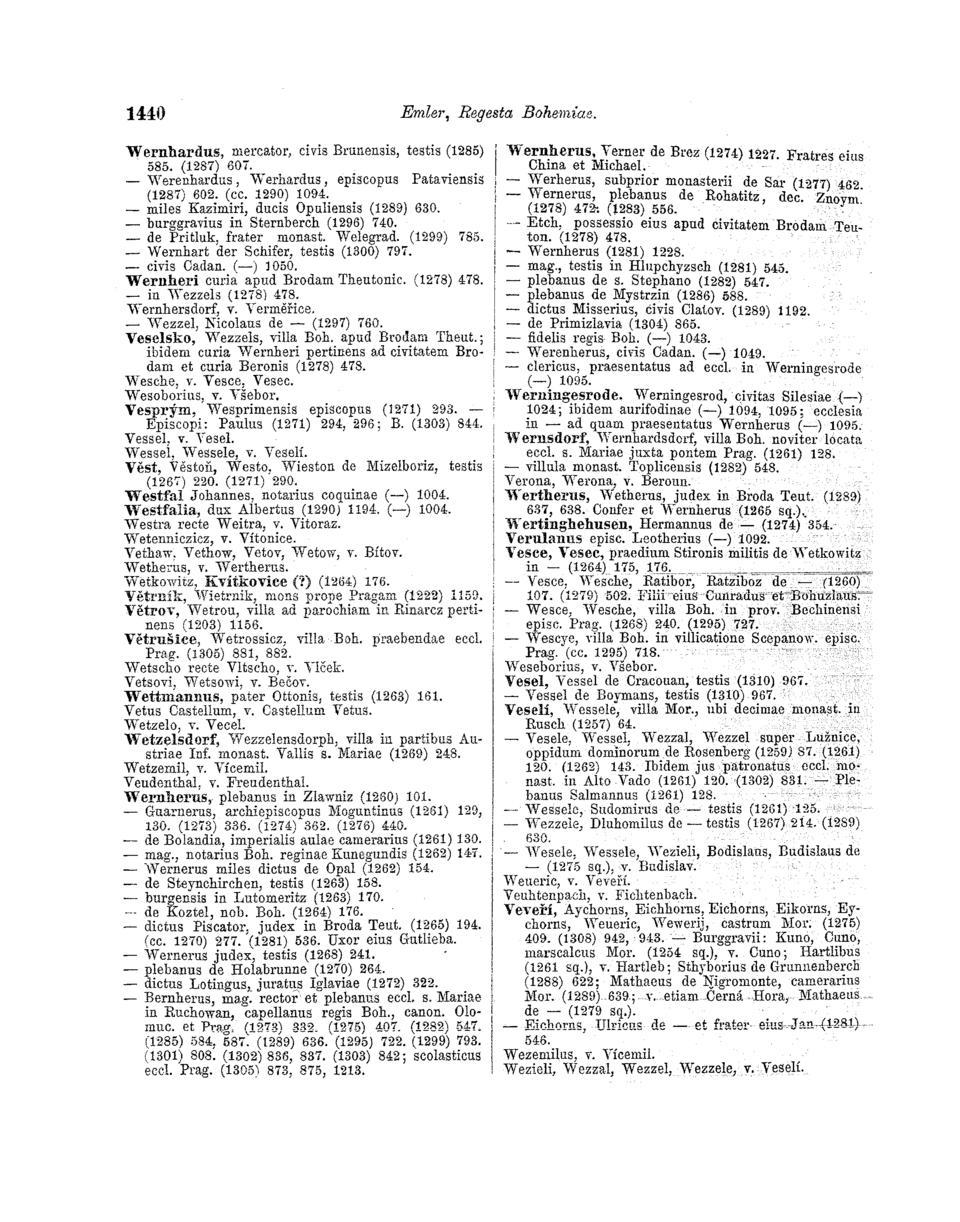 1440
Emler, Regesta Bohemiae.
Wernhardus, mercator, civis Brunensis, testis (1285)
585. (1287) 607.
— Werenhardus, Werhardus, episcopus Pataviensis
(1287) 602. (cc. 1290) 1094.
— miles Kazimiri, ducis Opuliensis (1289) 630.
— burggravius in Sternberch (1296) 740.
— de Pritluk, frater monast. Welegrad. (1299) 785.
— Wernhart der Schifer, testis (1300) 797.
— civis Cadan. (—) 1050.
Wernheri curia apud Brodam Theutonic. (1278) 478.
— in Wezzels (1278) 478.
Wernhersdorf, v. Verměřice.
— Wezzel, Nicolaus de — (1297) 760.
Veselsko, Wezzels, villa Boh. apud Brodam Theut.;
ibidem curia Wernheri pertinens ad civitatem Bro-
dam et curia Beronis (1278) 478.
Wesche, v. Vesce, Vesec.
Wesoborius, v. Všebor.
Vesprým, Wesprimensis episcopus (1271) 293. —
Episcopi: Paulus (1271) 294, 296; B. (1303) 844.
Vessel, v. Vesel.
Wessel, Wessele, v. Veselí.
Věst, Věstoň, Westo, Wieston de Mizelboriz, testis
(1267) 220. (1271) 290.
Westfal Johannes, notarius coquinae (—) 1004.
Westfalia, dux Albertus (1290) 1194. (—) 1004.
Westra recte Weitra, v. Vitoraz.
Wetenniczicz, v. Vítonice.
Vethaw, Vethow, Vetov, Wetow, v. Bítov.
Wetherus, v. Wertherus.
Wetkowitz, Kvítkovice (?) (1264) 176.
Větrník, Wietrnik, mons prope Pragam (1222) 1159.
Větrov, Wetrou, villa ad parochiam in Rinarcz perti-
nens (1203) 1156.
Větrušice, Wetrossicz, villa Boh. praebendae eccl.
Prag. (1305) 881, 882.
Wetscho recte Vltscho, v. Vlček.
Vetsovi, Wetsowi, v. Bečov.
Wettmannus, pater Ottonis, testis (1263) 161.
Vetus Castellum, v. Castellum Vetus.
Wetzelo, v. Vecel.
Wetzelsdorf, Wezzelensdorph, villa in partibus Au-
striae Inf. monast. Vallis s. Mariae (1269) 248.
Wetzemil, v. Vícemil.
Veudenthal, v. Freudenthal.
Wernherus, plebanus in Zlawniz (1260) 101.
— Guarnerus, archiepiscopus Moguntinus (1261) 129,
130. (1273) 336. (1274) 362. (1276) 440.
— de Bolandia, imperialis aulae camerarius (1261) 130.
— mag., notarius Boh. reginae Kunegundis (1262) 147.
— Wernerus miles dictus de Opal (1262) 154.
— de Steynchirchen, testis (1263) 158.
— burgensis in Lutomeritz (1263) 170.
— de Koztel, nob. Boh. (1264) 176.
— dictus Piscator, judex in Broda Teut. (1265) 194.
(cc. 1270) 277. (1281) 536. Uxor eius Gutlieba.
— Wernerus judex, testis (1268) 241.
— plebanus de Holabrunne (1270) 264.
— dictus Lotingus, juratus Iglaviae (1272) 322.
— Bernherus, mag. rector et plebanus eccl. s. Mariae
in Ruchowan, capellanus regis Boh., canon. Olo-
muc. et Prag. (1273) 332. (1275) 407. (1282) 547.
(1285) 584, 587. (1289) 636. (1295) 722. (1299) 793.
(1301) 808. (1302) 836, 837. (1303) 842; scolasticus
eccl. Prag. (1305) 873, 875, 1213.
Wernherus, Verner de Brez (1274) 1227. Fratres eius
China et Michael.
— Werherus, subprior monasterii de Sar (1277) 462.
— Wernerus, plebanus de Rohatitz, dec. Znoym.
(1278) 472; (1283) 556.
— Etch, possessio eius apud civitatem Brodam Teu-
ton. (1278) 478.
— Wernherus (1281) 1228.
— mag., testis in Hlupchyzsch (1281) 545.
— plebanus de s. Stephano (1282) 547.
— plebanus de Mystrzin (1286) 588.
— dictus Misserius, civis Clatov. (1289) 1192.
— de Primizlavia (1304) 865.
— fidelis regis Boh. (—) 1043.
— Werenherus, civis Cadan. (—) 1049.
— clericus, praesentatus ad eccl. in Werningesrode
(—) 1095.
Werningesrode. Werningesrod, civitas Silesiae (—)
1024; ibidem aurifodinae (—) 1094, 1095; ecclesia
in — ad quam praesentatus Wernherus (—) 1095.
Wernsdorf, Wernhardsdorf, villa Boh. noviter locata
eccl. s. Mariae juxta pontem Prag. (1261) 128.
— villula monast. Toplicensis (1282) 548.
Verona, Werona, v. Beroun.
Wertherus, Wetherus, judex in Broda Teut. (1289)
637, 638. Confer et Wernherus (1265 sq.).
Wertinghehusen, Hermannus de — (1274) 354.
Verulanus episc. Leotherius (—) 1092.
Vesce, Vesec, praedium Stironis militis de Wetkowitz
in — (1264) 175, 176.
— Vesce, Wesche, Ratibor, Ratziboz de — (1260)
107. (1279) 502. Filii eius Cunradus et Bohuzlaus.
— Wesce, Wesche, villa Boh. in prov. Bechinensi
episc. Prag. (1268) 240. (1295) 727.
— Wescye, villa Boh. in villicatione Scepanow. episc.
Prag. (cc. 1295) 718.
Weseborius, v. Všebor.
Vesel, Vessel de Cracouan, testis (1310) 967.
— Vessel de Boymans, testis (1310) 967.
Veselí, Wessele, villa Mor., ubi decimae monast. in
Rusch (1257) 64.
— Vesele, Wessel, Wezzal, Wezzel super Lužnice,
oppidum dominorum de Rosenberg (1259) 87. (1261)
120. (1262) 143. Ibidem jus patronatus eccl. mo-
nast. in Alto Vado (1261) 120. (1302) 831. — Ple-
banus Salmannus (1261) 128.
— Wessele, Sudomirus de — testis (1261) 125.
— Wezzele, Dluhomilus de — testis (1267) 214. (1289)
630.
— Wesele, Wessele, Wezieli, Bodislaus, Budislaus de
— (1275 sq.), v. Budislav.
Weueric, v. Veveří.
Veuhtenpach, v. Fichtenbach.
Veveří, Aychorns, Eichhorns, Eichorns, Eikorns, Ey-
chorns, Weueric, Wewerij, castrum Mor. (1275)
409. (1308) 942, 943. — Burggravii: Kuno, Cuno,
marscalcus Mor. (1254 sq.), v. Cuno; Hartlibus
(1261 sq.), v. Hartleb; Sthyborius de Grunnenberch
(1288) 622; Mathaeus de Nigromonte, camerarius
Mor. (1289) 639; v. etiam Černá Hora, Mathaeus
de — (1279 sq.).
— Eichorns, Ulricus de — et frater eius Jan (1281)
546.
Wezemilus, v. Vícemil.
Wezieli, Wezzal, Wezzel, Wezzele, v. Veselí.